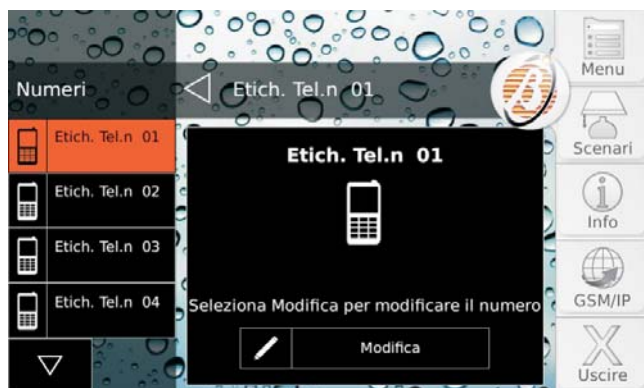 Numeri
Etich. Tel.n 01
Etich. Tel.n 01
Etich. Tel.n 02
Etich. Tel.n 03
Etich. Tel.n 04
Etich. Tel.n 01
Seleziona Modifica per modificare il numero
Modifica
Menu
Scenari
Info
GSM/IP
Uscire